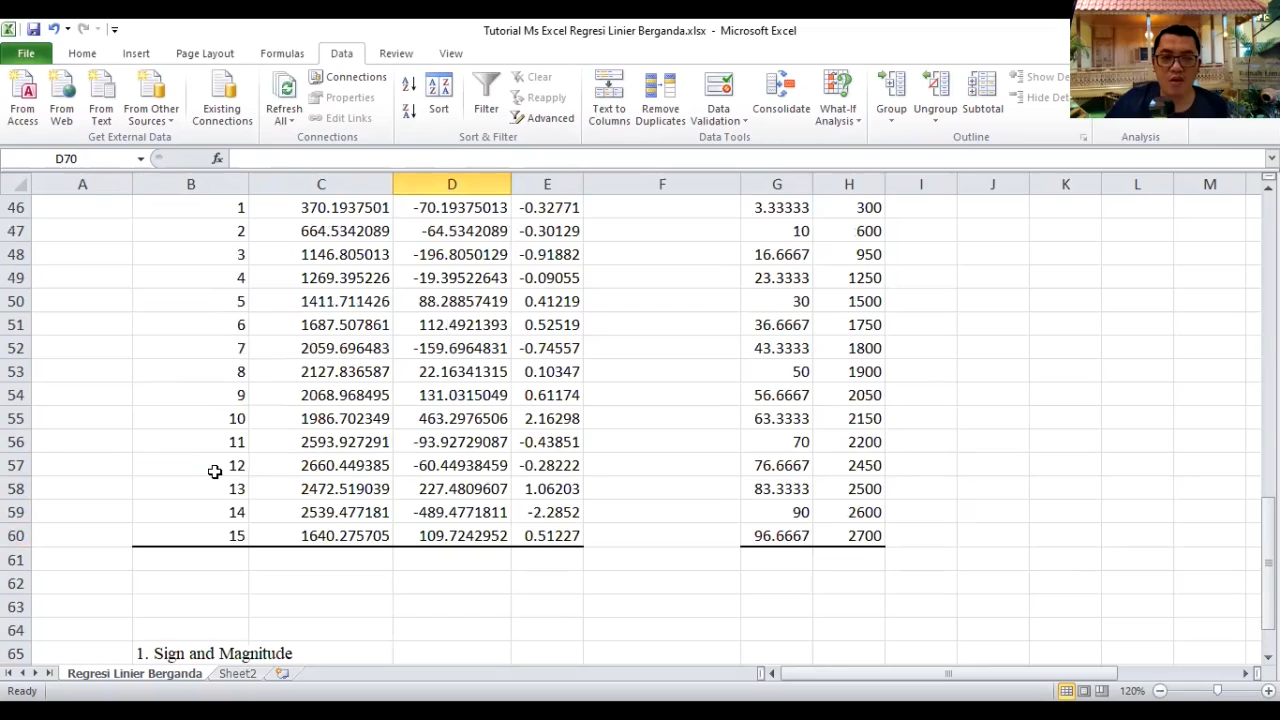 Tutorial Ms Excel Regresi Linier Berganda.xlsx - Microsoft Excel
File Home Insert Page Layout Formulas Data Review View
From Access
From Web
From Text
From Other Sources
Existing Connections
Get External Data
Refresh All
Connections
Properties
Edit Links
Connections
Sort
Filter
Clear
Reapply
Advanced
Sort & Filter
Text to Columns
Remove Duplicates
Data Validation
Consolidate
What-If Analysis
Data Tools
Group
Ungroup
Subtotal
Show De
Hide Det
Outline
Analysis
D70 fx
A B C D E F G H I J K L M
46 1 370.1937501 -70.19375013 -0.32771 3.33333 300
47 2 664.5342089 -64.5342089 -0.30129 10 600
48 3 1146.805013 -196.8050129 -0.91882 16.6667 950
49 4 1269.395226 -19.39522643 -0.09055 23.3333 1250
50 5 1411.711426 88.28857419 0.41219 30 1500
51 6 1687.507861 112.4921393 0.52519 36.6667 1750
52 7 2059.696483 -159.6964831 -0.74557 43.3333 1800
53 8 2127.836587 22.16341315 0.10347 50 1900
54 9 2068.968495 131.0315049 0.61174 56.6667 2050
55 10 1986.702349 463.2976506 2.16298 63.3333 2150
56 11 2593.927291 -93.92729087 -0.43851 70 2200
57 12 2660.449385 -60.44938459 -0.28222 76.6667 2450
58 13 2472.519039 227.4809607 1.06203 83.3333 2500
59 14 2539.477181 -489.4771811 -2.2852 90 2600
60 15 1640.275705 109.7242952 0.51227 96.6667 2700
61
62
63
64
65 1. Sign and Magnitude
Regresi Linier Berganda Sheet2
Ready 120%